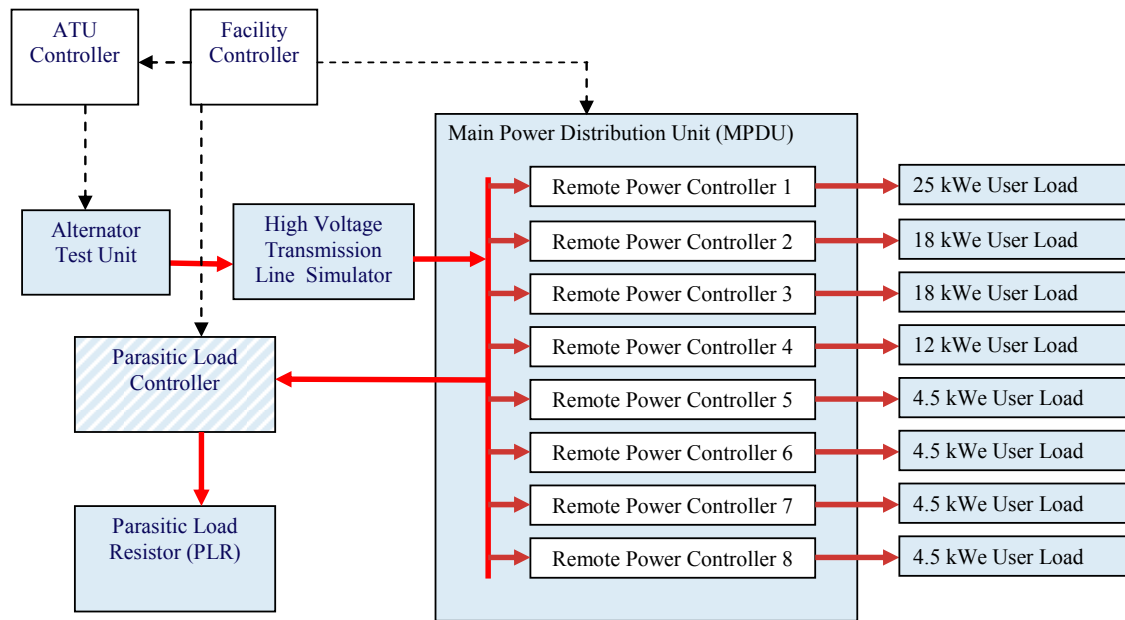 ATU
Controller
Facility
Controller
Main Power Distribution Unit (MPDU)
Alternator
Test Unit
High Voltage
Transmission
Line Simulator
Remote Power Controller 1
25 kWe User Load
Remote Power Controller 2
18 kWe User Load
Remote Power Controller 3
18 kWe User Load
Remote Power Controller 4
12 kWe User Load
Remote Power Controller 5
4.5 kWe User Load
Remote Power Controller 6
4.5 kWe User Load
Remote Power Controller 7
4.5 kWe User Load
Remote Power Controller 8
4.5 kWe User Load
Parasitic Load
Controller
Parasitic Load
Resistor (PLR)